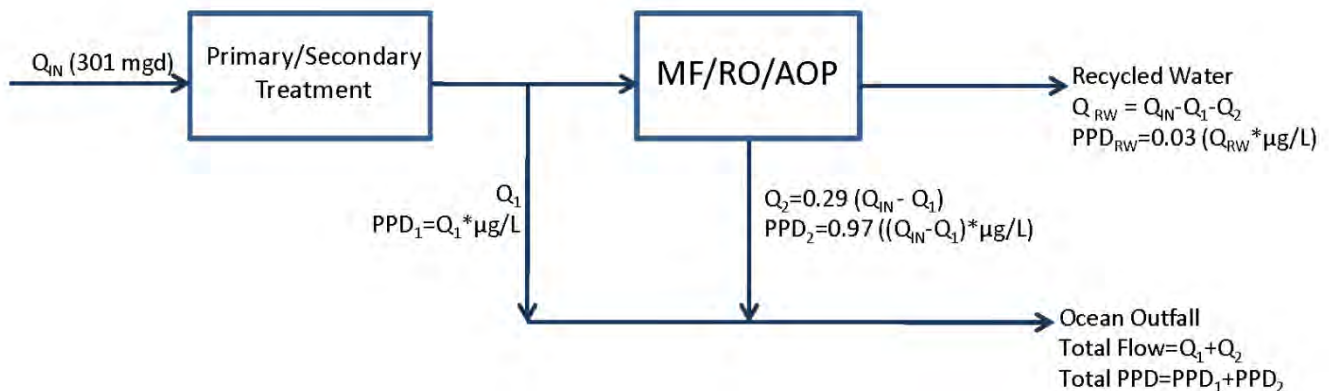 Q_IN (301 mgd)
Primary/Secondary
Treatment
MF/RO/AOP
Recycled Water
Q_RW = Q_IN-Q_1-Q_2
PPD_RW=0.03 (Q_RW*µg/L)
Q_1
PPD_1=Q_1*µg/L
Q_2=0.29 (Q_IN - Q_1)
PPD_2=0.97 ((Q_IN-Q_1)*µg/L)
Ocean Outfall
Total Flow=Q_1+Q_2
Total PPD=PPD_1+PPD_2